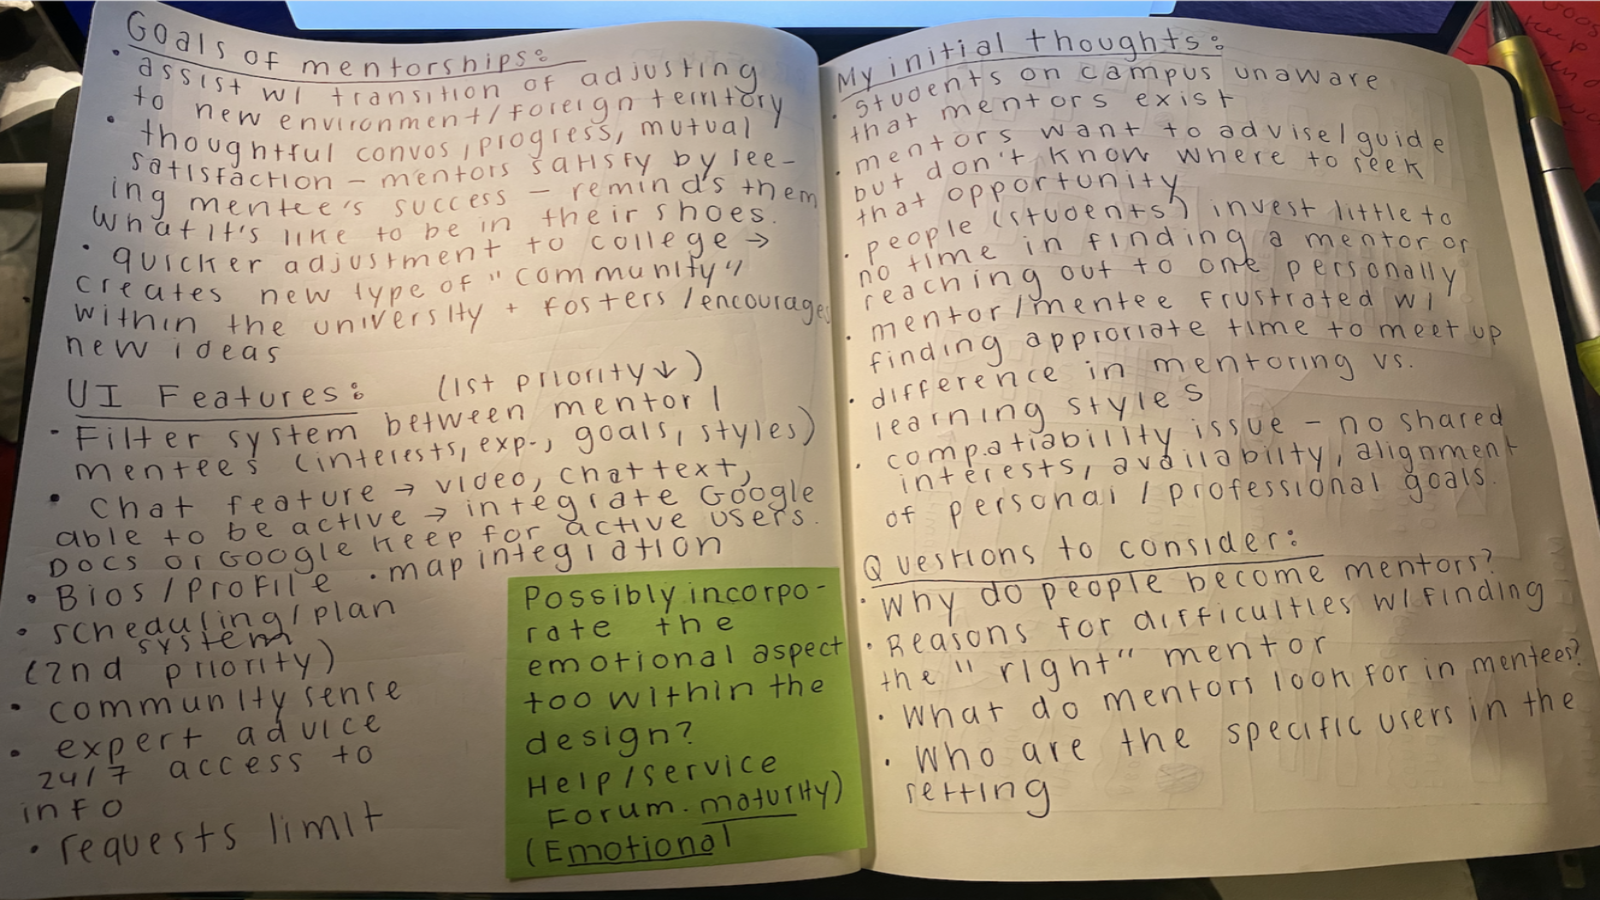 Goals of mentorships:
• assist w/ transition of adjusting
to new environment/foreign territory
• thoughtful convos, progress, mutual
satisfaction – mentors satisfy by see-
ing mentee's success – reminds them
what it's like to be in their shoes.
• quicker adjustment to college →
creates new type of "community"
within the university + fosters/encourages
new ideas
UI Features: (1st priority ↓)
• Filter system between mentor/
mentees (interests, exp., goals, styles)
• Chat feature → video, chat text,
able to be active → integrate Google
Docs or Google Keep for active users.
• Bios/profile • map integration
• scheduling/plan
system
(2nd priority)
• community sense
• expert advice
24/7 access to
info
• requests limit
Possibly incorpo-
rate the
emotional aspect
too within the
design?
Help/service
Forum. maturity)
(Emotional
My initial thoughts:
• students on campus unaware
that mentors exist
• mentors want to advise/guide
but don't know where to seek
that opportunity
• people (students) invest little to
no time in finding a mentor or
reaching out to one personally
• mentor/mentee frustrated w/
finding approriate time to meet up
• difference in mentoring vs.
learning styles
• compatiability issue – no shared
interests, availabilty, alignment
of personal / professional goals.
Questions to consider:
• Why do people become mentors?
• Reasons for difficulties w/ finding
the "right" mentor
• What do mentors look for in mentees?
• Who are the specific users in the
setting